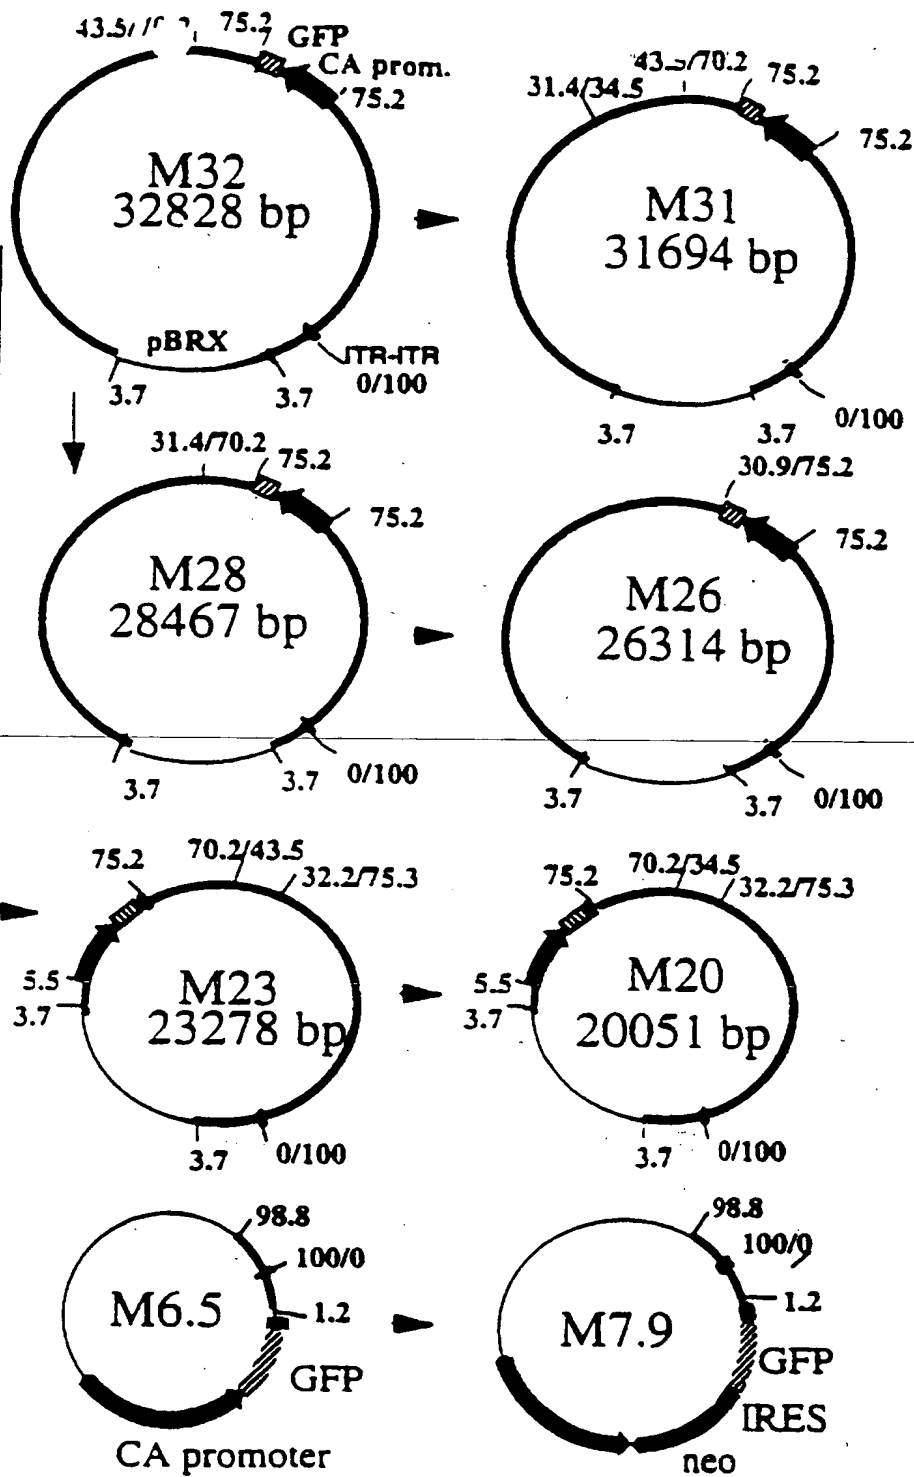 75.2
GFP
CA prom.
75.2
M32
32828 bp
pBRX
ITR-ITR
0/100
3.7
3.7
31.4/34.5
75.2
75.2
M31
31694 bp
0/100
3.7
3.7
31.4/70.2
75.2
75.2
M28
28467 bp
3.7
3.7
0/100
30.9/75.2
75.2
M26
26314 bp
3.7
3.7
0/100
75.2
70.2/43.5
32.2/75.3
5.5
3.7
M23
23278 bp
3.7
0/100
75.2
70.2/34.5
32.2/75.3
5.5
3.7
M20
20051 bp
3.7
0/100
98.8
100/0
1.2
M6.5
GFP
CA promoter
98.8
100/0
1.2
M7.9
GFP
IRES
neo